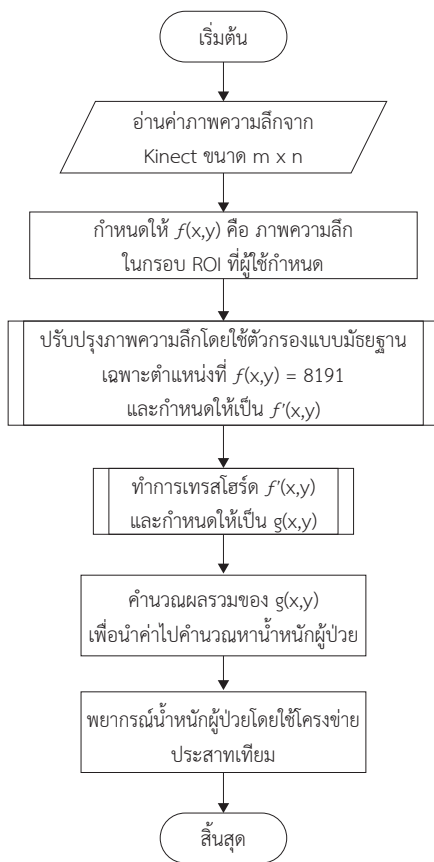 เริ่มต้น
อ่านค่าภาพความลึกจาก
Kinect ขนาด m x n
กำหนดให้ f(x,y) คือ ภาพความลึก
ในกรอบ ROI ที่ผู้ใช้กำหนด
ปรับปรุงภาพความลึกโดยใช้ตัวกรองแบบมัธยฐาน
เฉพาะตำแหน่งที่ f(x,y) = 8191
และกำหนดให้เป็น f'(x,y)
ทำการเทรสโฮร์ด f'(x,y)
และกำหนดให้เป็น g(x,y)
คำนวณผลรวมของ g(x,y)
เพื่อนำค่าไปคำนวณหาน้ำหนักผู้ป่วย
พยากรณ์น้ำหนักผู้ป่วยโดยใช้โครงข่าย
ประสาทเทียม
สิ้นสุด